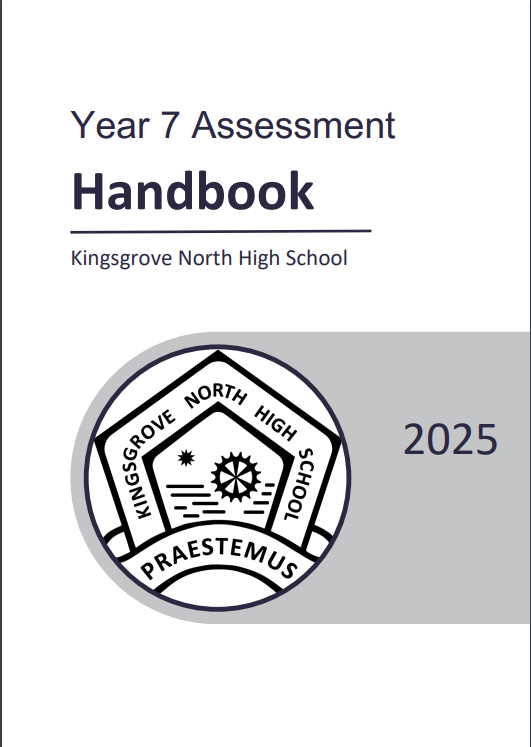 Year 7 Assessment
Handbook
Kingsgrove North High School
2025
KINGSGROVE NORTH HIGH SCHOOL
PRAESTEMUS